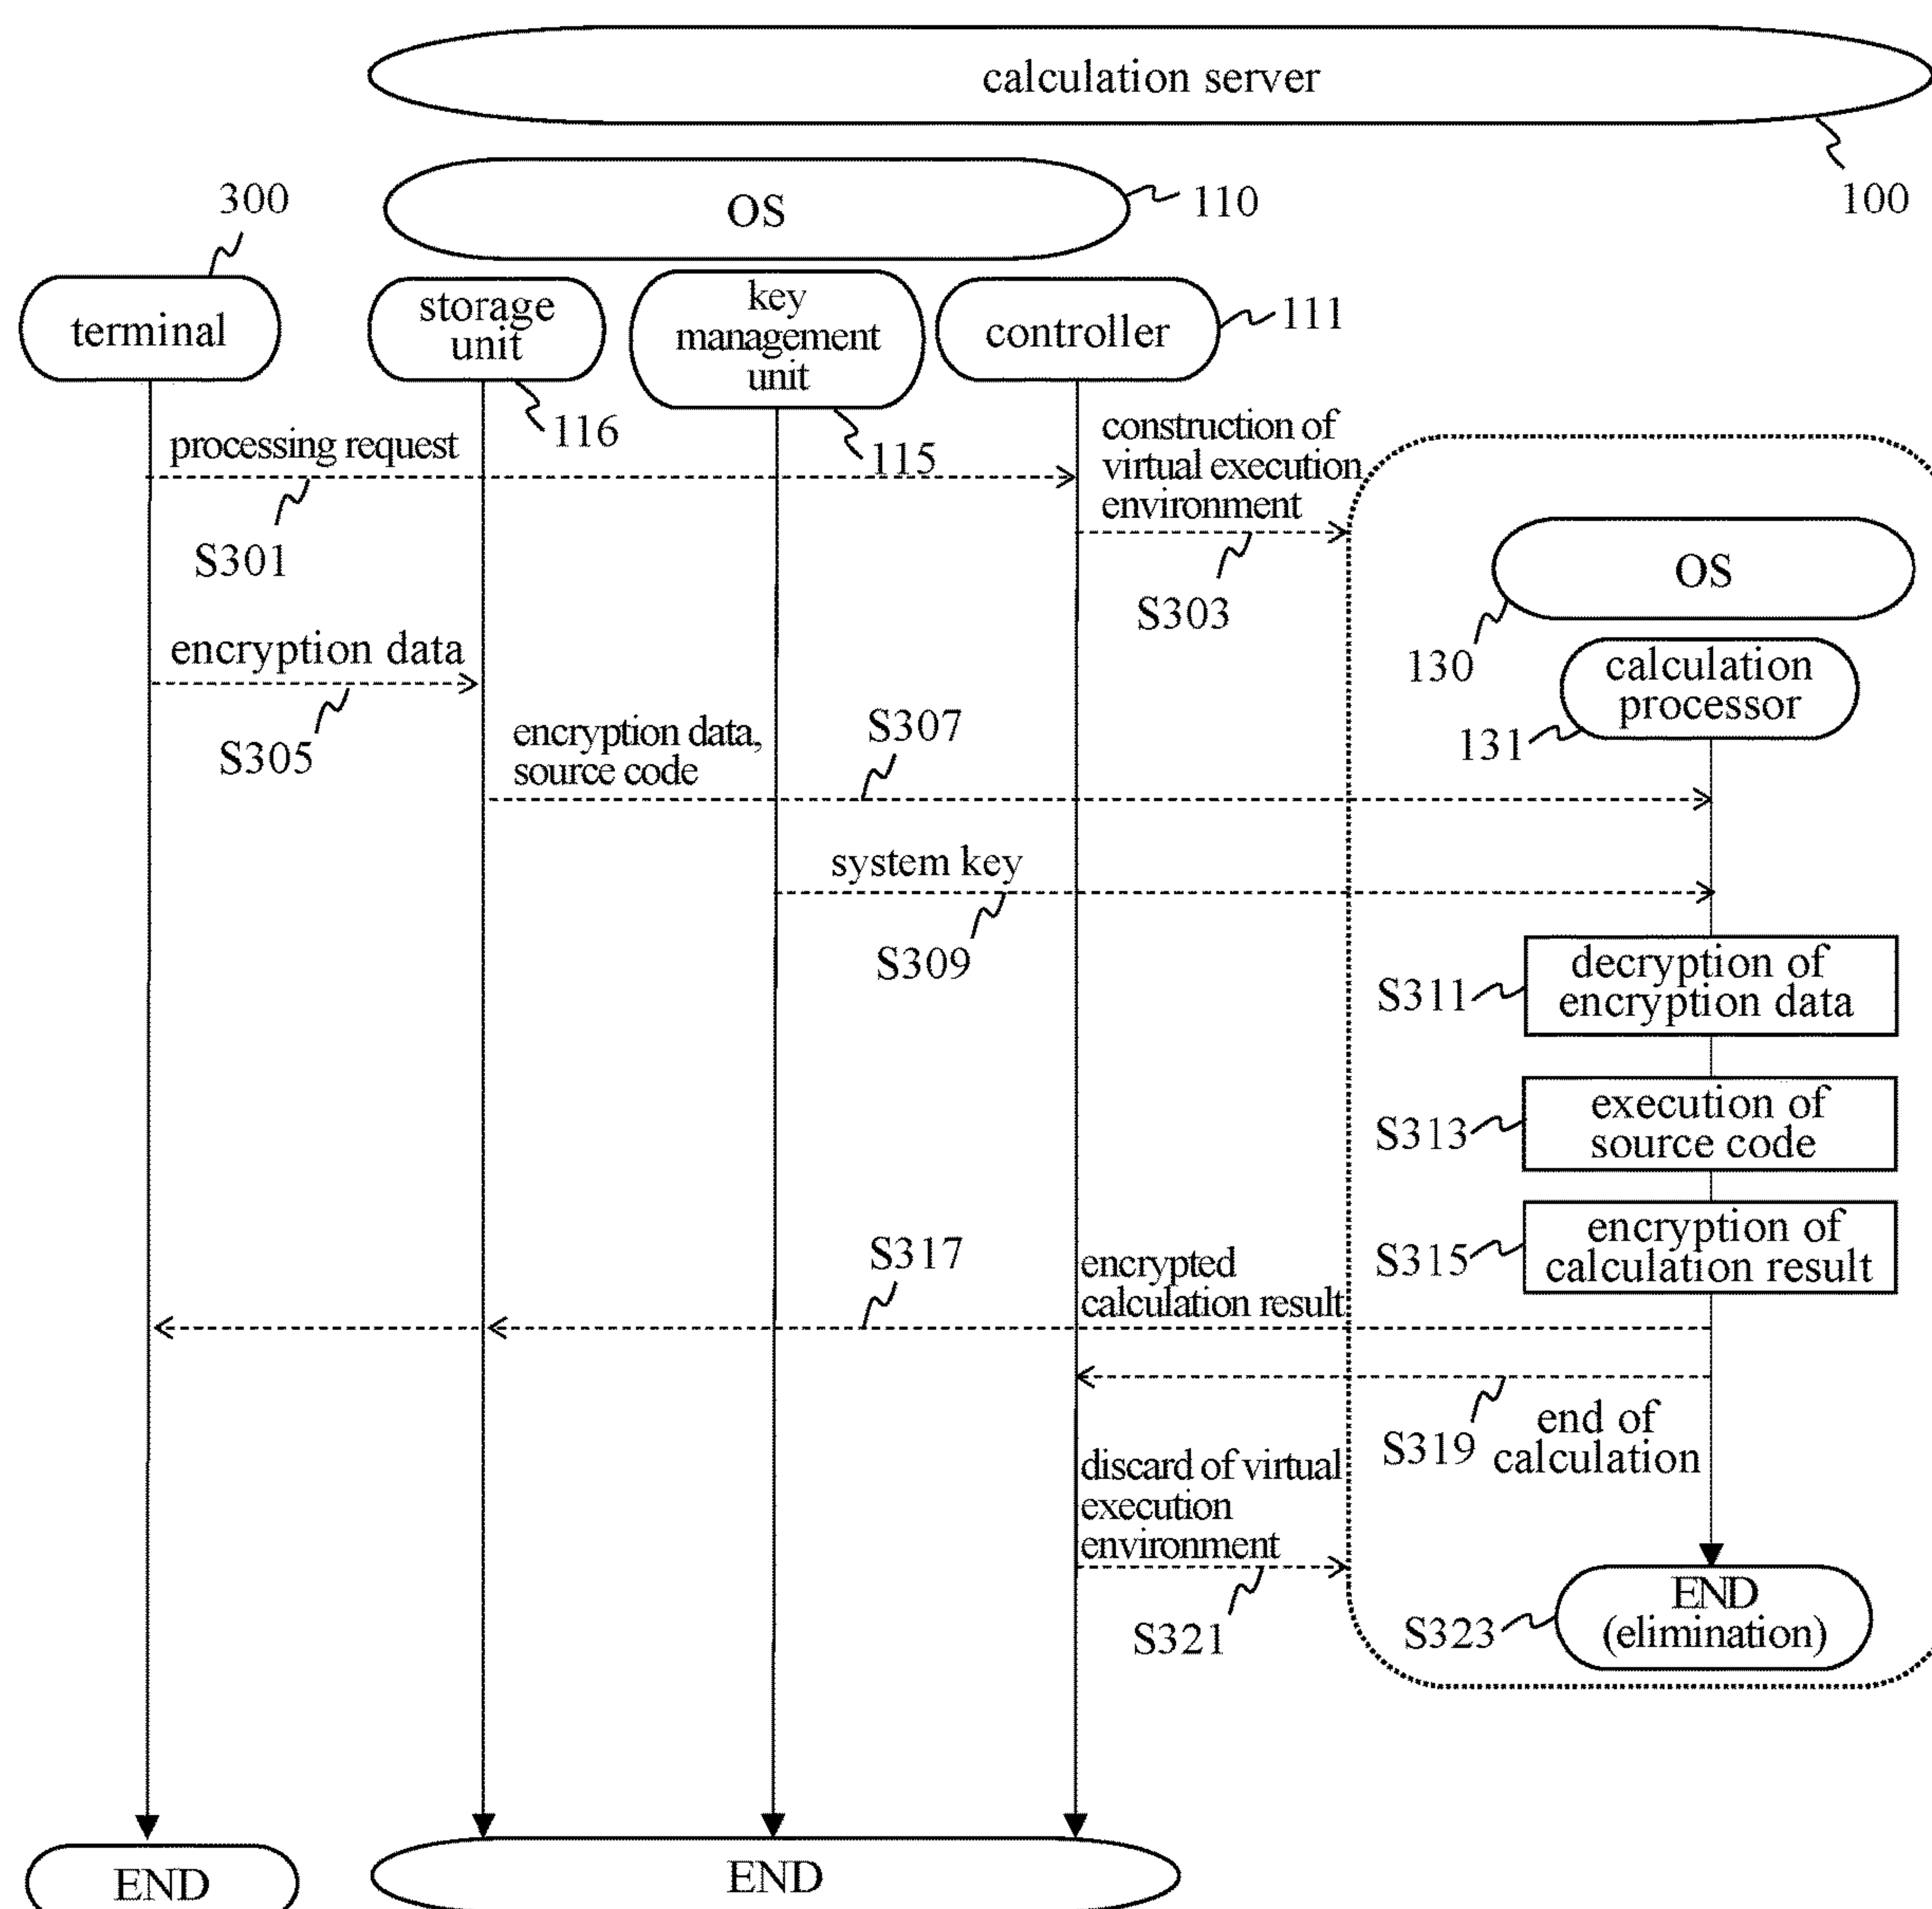 calculation server
100
OS
110
300
terminal
storage
unit
116
key
management
unit
115
controller
111
processing request
S301
construction of
virtual execution
environment
S303
OS
130
calculation
processor
131
encryption data
S305
encryption data,
source code
S307
system key
S309
S311
decryption of
encryption data
S313
execution of
source code
S315
encryption of
calculation result
S317
encrypted
calculation result
S319
end of
calculation
discard of virtual
execution
environment
S321
S323
END
(elimination)
END
END